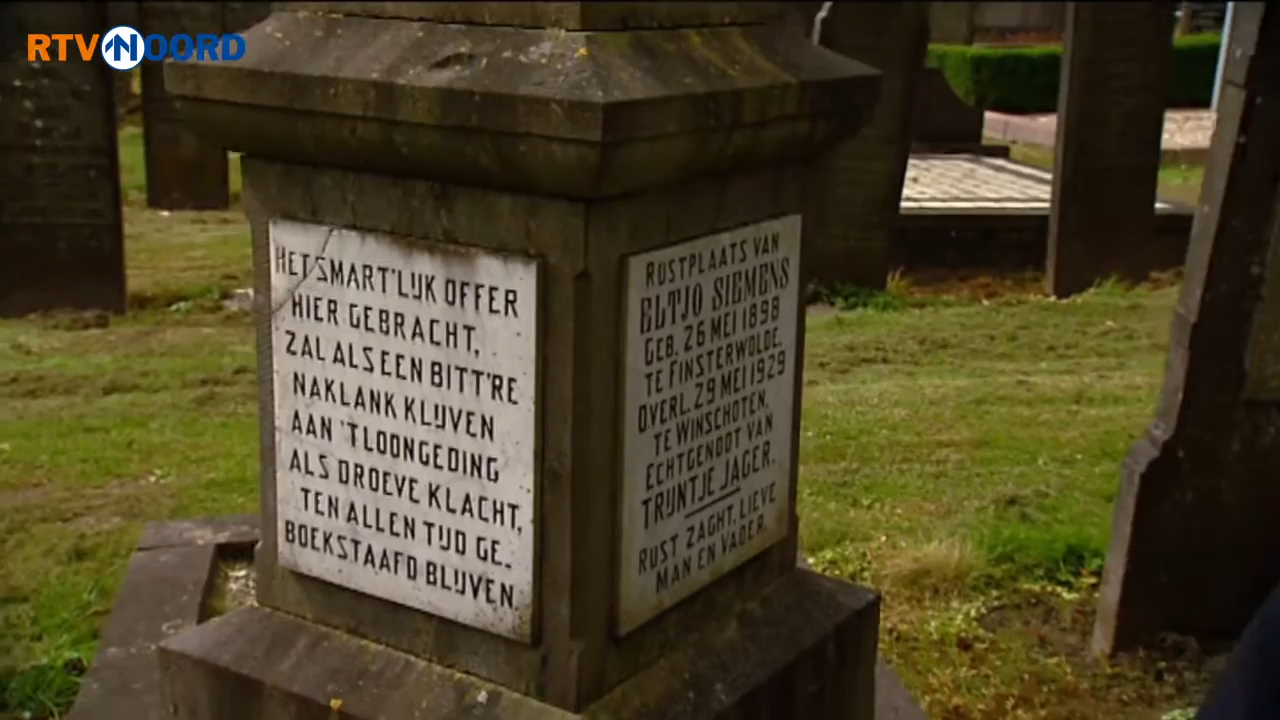 RTV NOORD
HET SMART'LIJK OFFER
HIER GEBRACHT,
ZAL ALS EEN BITT'RE
NAKLANK KLIJVEN
AAN 'T LOONGEDING
ALS DROEVE KLACHT,
TEN ALLEN TIJD GE-
BOEKSTAAFD BLIJVEN.
RUSTPLAATS VAN
ELTJO SIEMENS
GEB. 26 MEI 1898
TE FINSTERWOLDE,
OVERL. 29 MEI 1929
TE WINSCHOTEN,
ECHTGENOOT VAN
TRIJNTJE JAGER.
RUST ZACHT, LIEVE
MAN EN VADER.